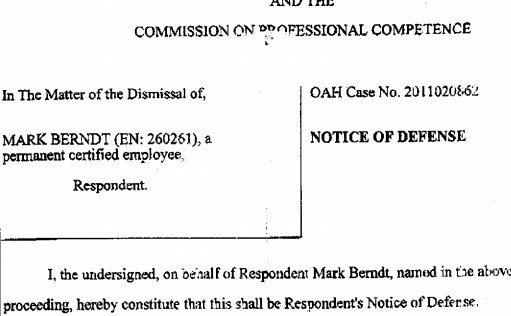 AND THE
COMMISSION ON PROFESSIONAL COMPETENCE
In The Matter of the Dismissal of,
MARK BERNDT (EN: 260261), a
permanent certified employee,
Respondent.
OAH Case No. 2011020862
NOTICE OF DEFENSE
I, the undersigned, on behalf of Respondent Mark Berndt, named in the above
proceeding, hereby constitute that this shall be Respondent's Notice of Defense.